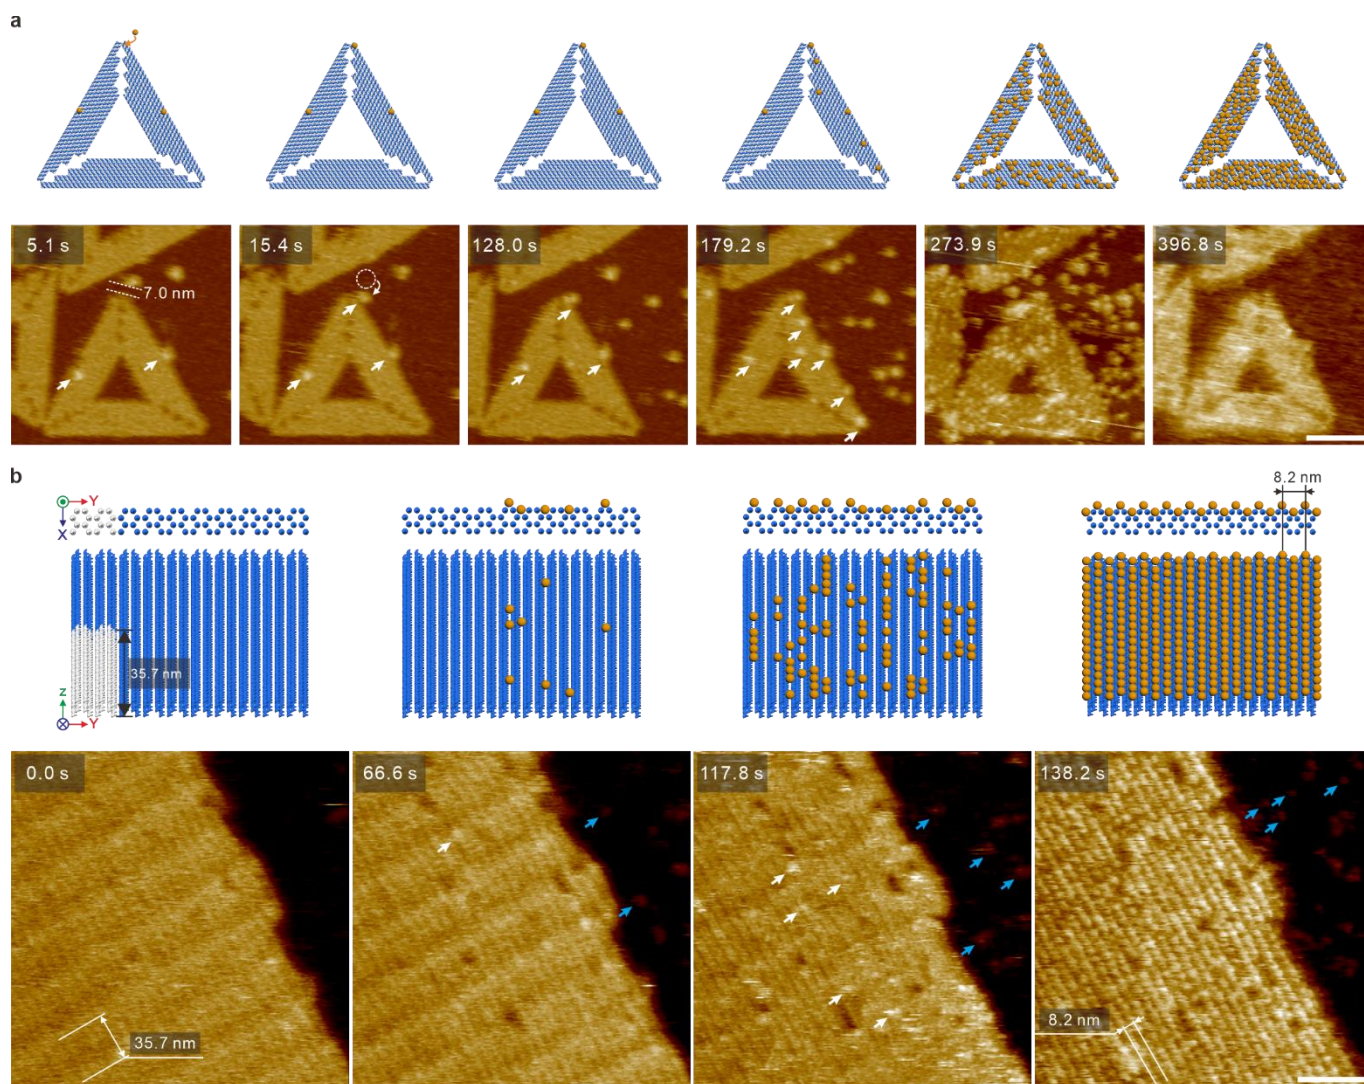 a
5.1 s
15.4 s
128.0 s
179.2 s
273.9 s
396.8 s
7.0 nm
b
Y
X
8.2 nm
35.7 nm
Z
Y
0.0 s
66.6 s
117.8 s
138.2 s
35.7 nm
8.2 nm